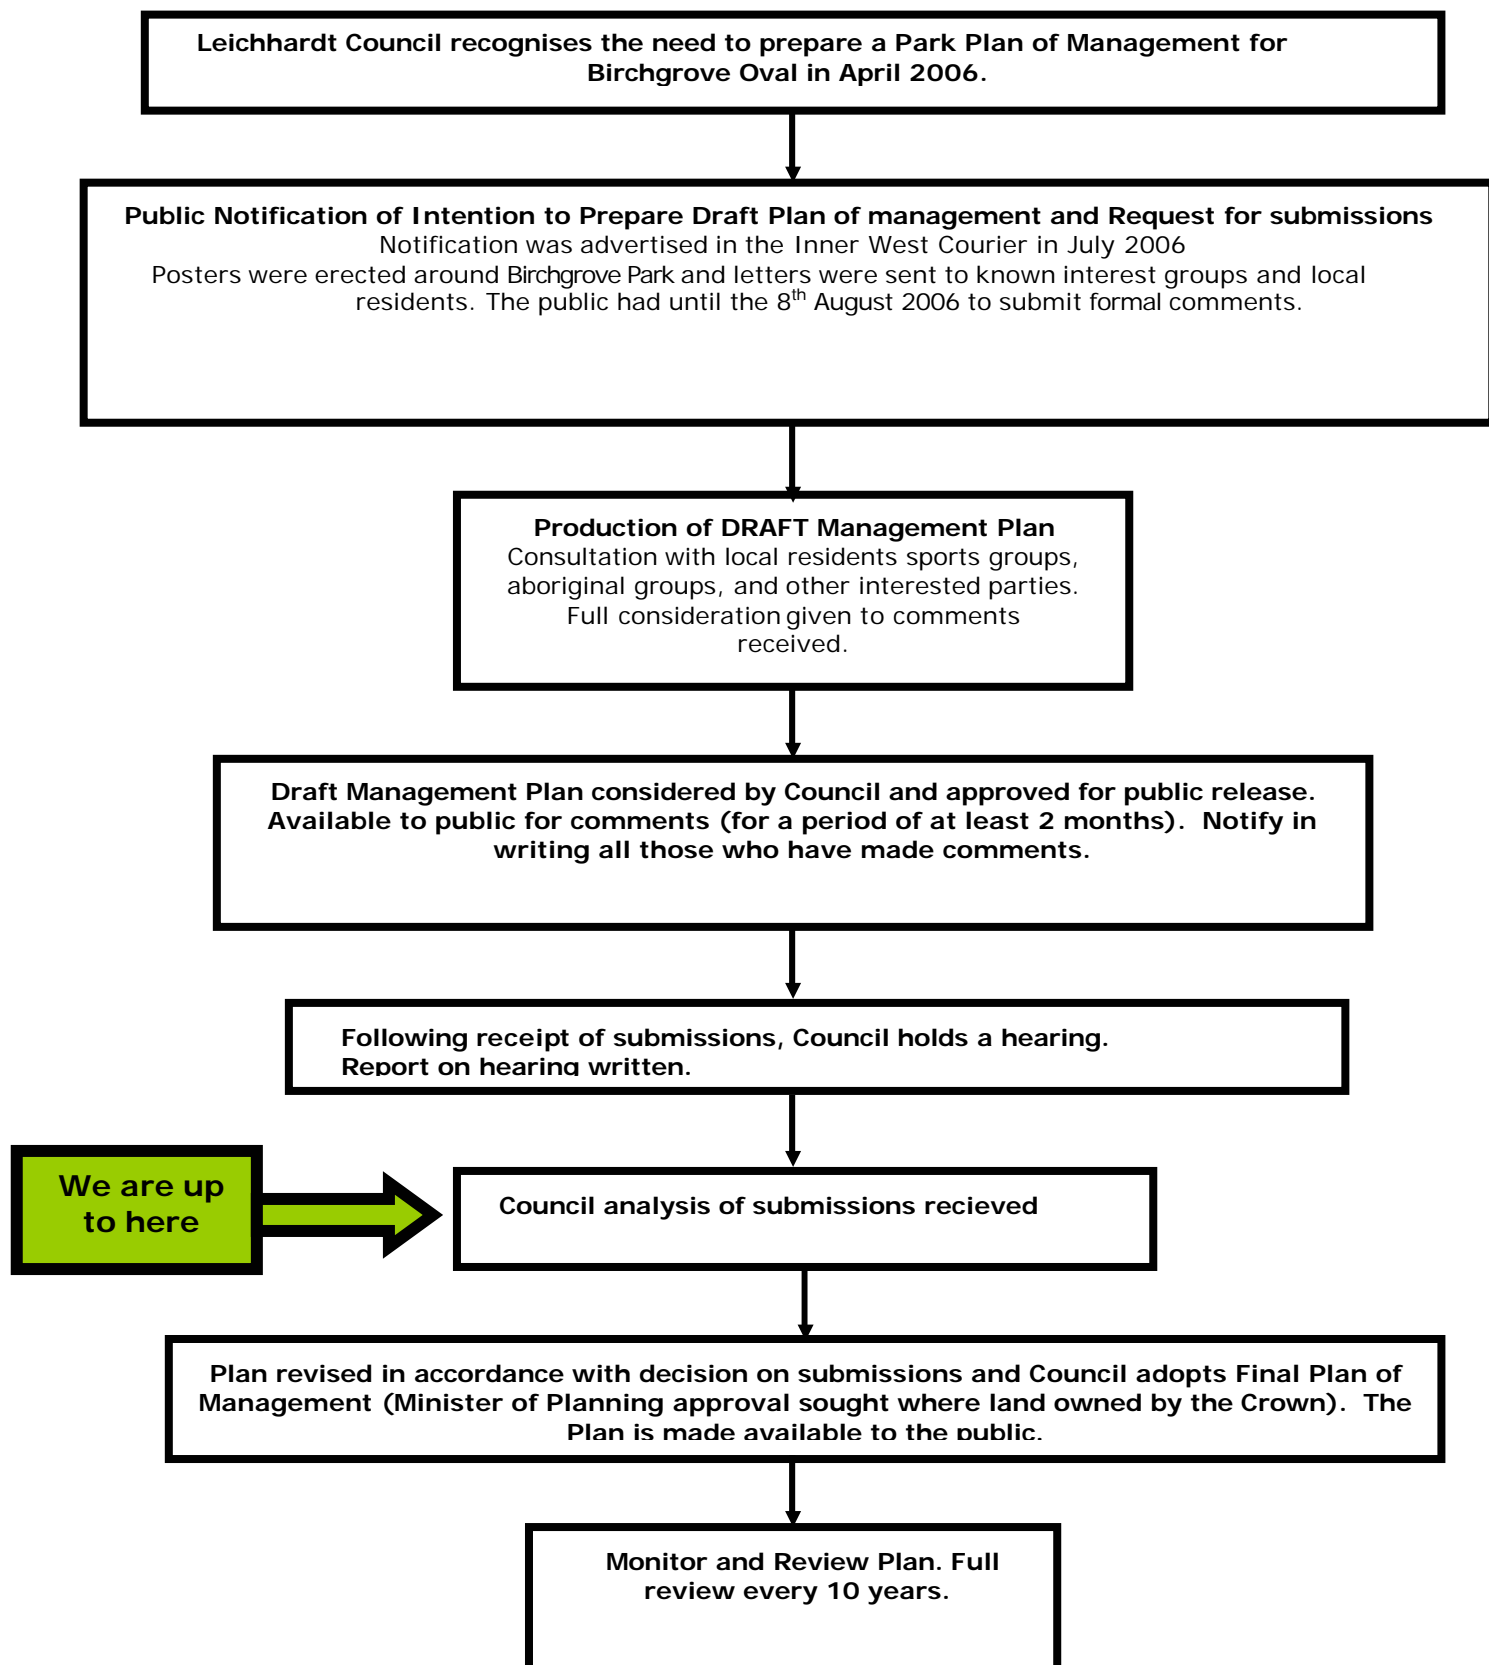 Leichhardt Council recognises the need to prepare a Park Plan of Management for
Birchgrove Oval in April 2006.
Public Notification of Intention to Prepare Draft Plan of management and Request for submissions
Notification was advertised in the Inner West Courier in July 2006
Posters were erected around Birchgrove Park and letters were sent to known interest groups and local
residents. The public had until the 8th August 2006 to submit formal comments.
Production of DRAFT Management Plan
Consultation with local residents sports groups,
aboriginal groups, and other interested parties.
Full consideration given to comments
received.
Draft Management Plan considered by Council and approved for public release.
Available to public for comments (for a period of at least 2 months). Notify in
writing all those who have made comments.
Following receipt of submissions, Council holds a hearing.
Report on hearing written.
We are up
to here
Council analysis of submissions recieved
Plan revised in accordance with decision on submissions and Council adopts Final Plan of
Management (Minister of Planning approval sought where land owned by the Crown). The
Plan is made available to the public.
Monitor and Review Plan. Full
review every 10 years.